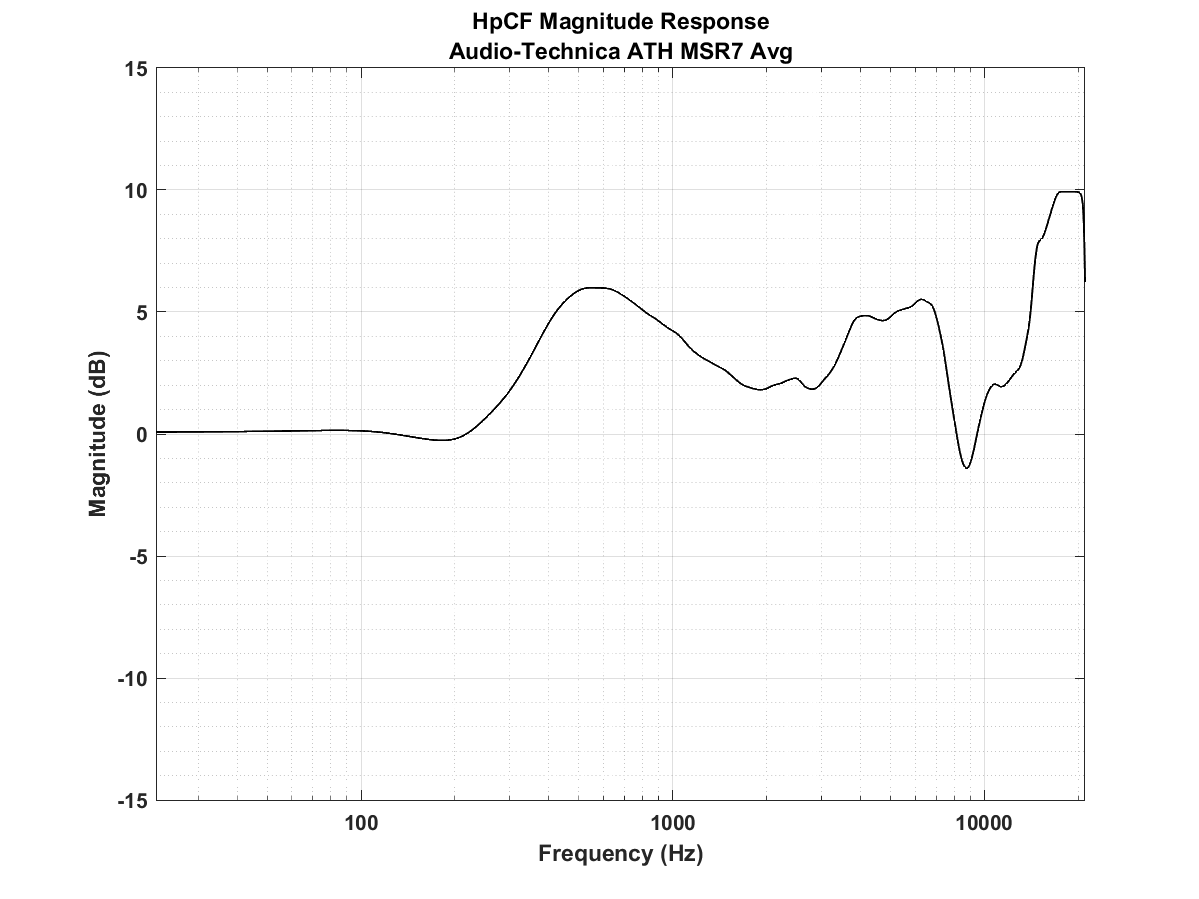 HpCF Magnitude Response
Audio-Technica ATH MSR7 Avg
15
10
5
0
-5
-10
-15
Magnitude (dB)
100
1000
10000
Frequency (Hz)